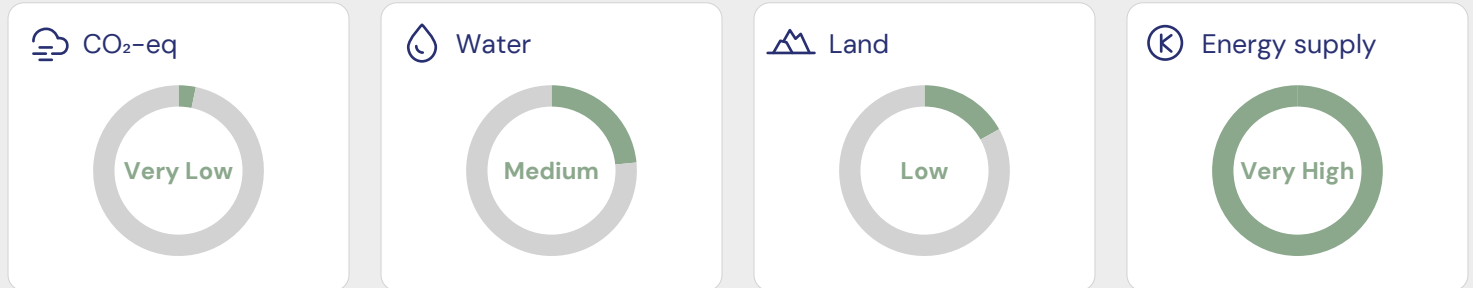 CO₂-eq
Water
Land
Energy supply
Very Low
Medium
Low
Very High